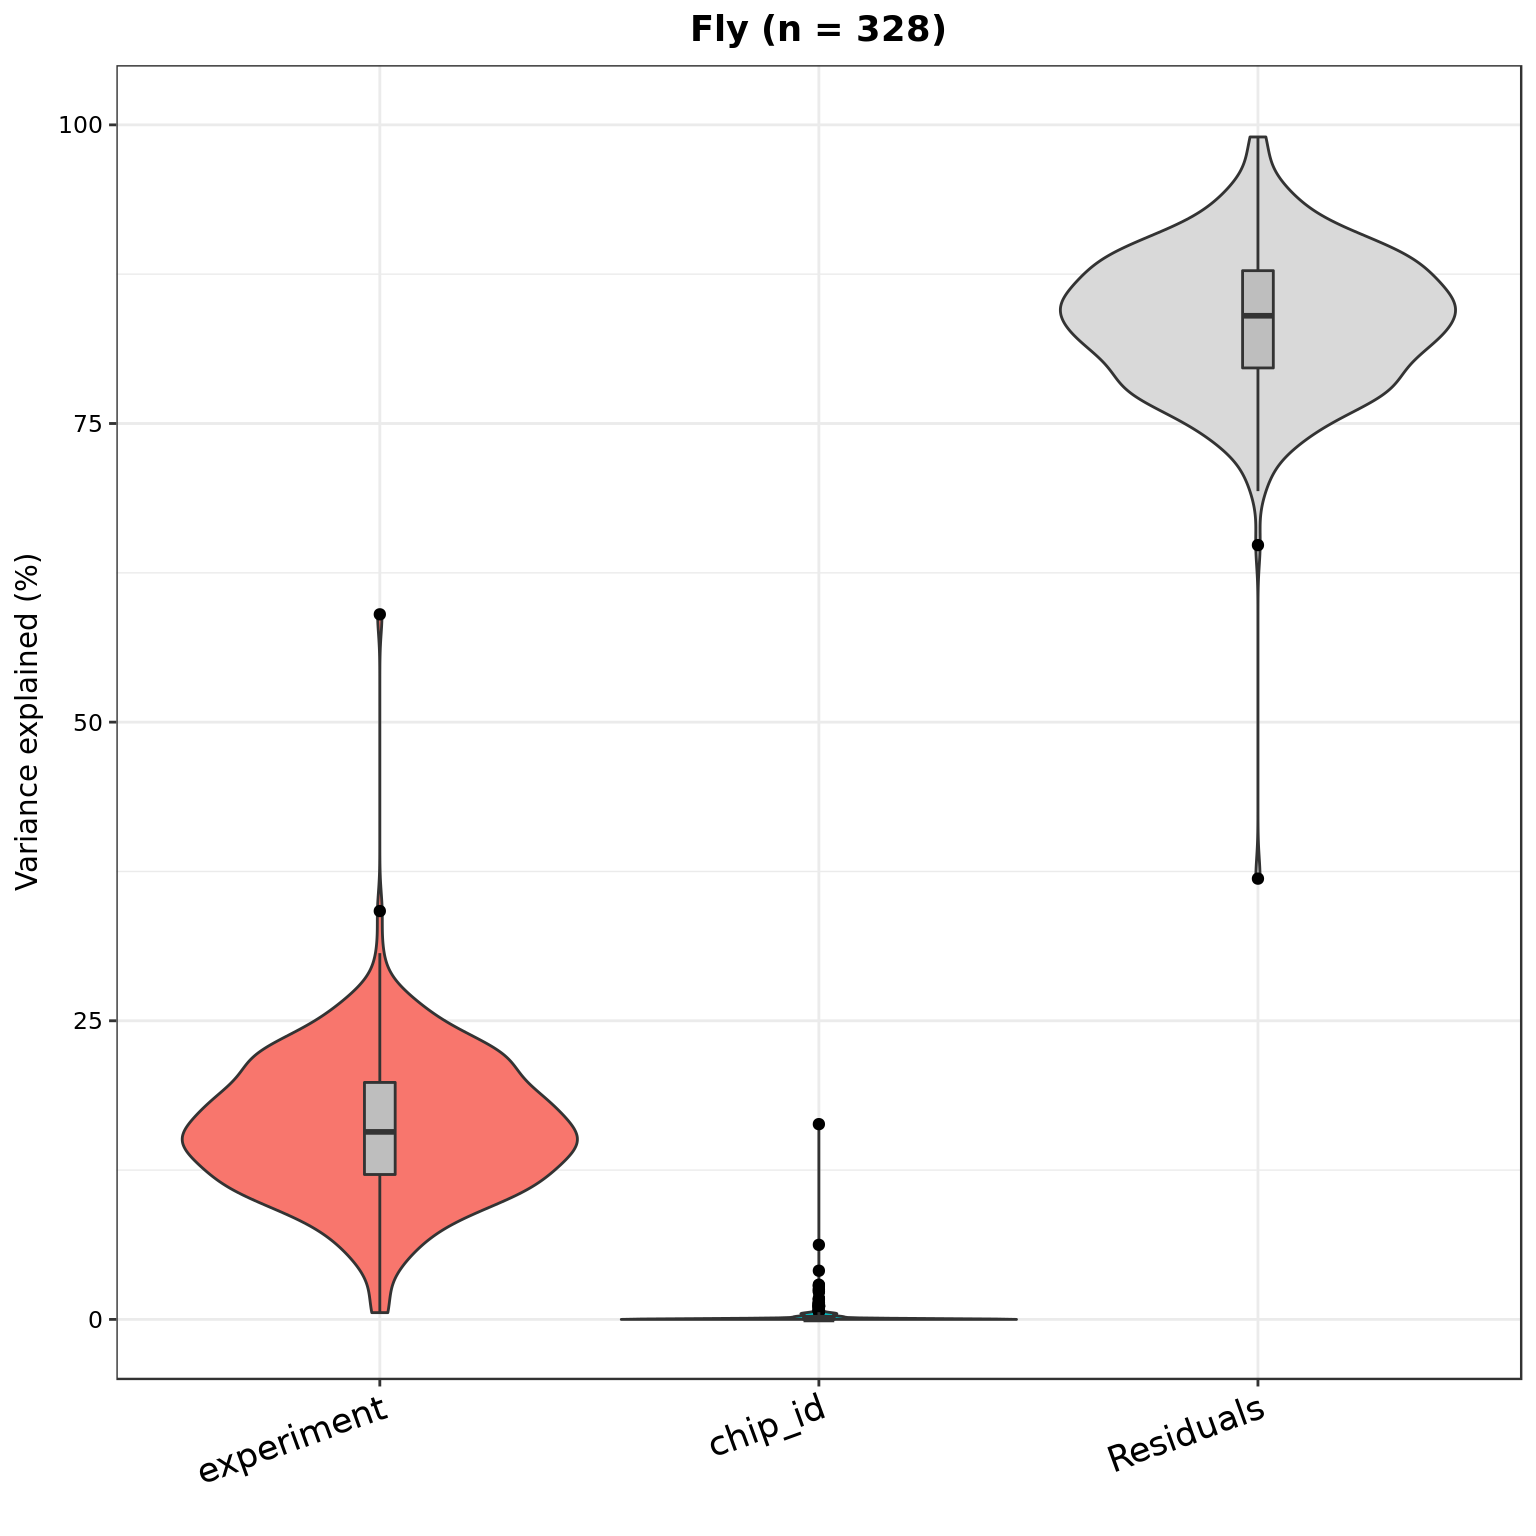 Fly (n = 328)
Variance explained (%)
100
75
50
25
0
experiment
chip_id
Residuals